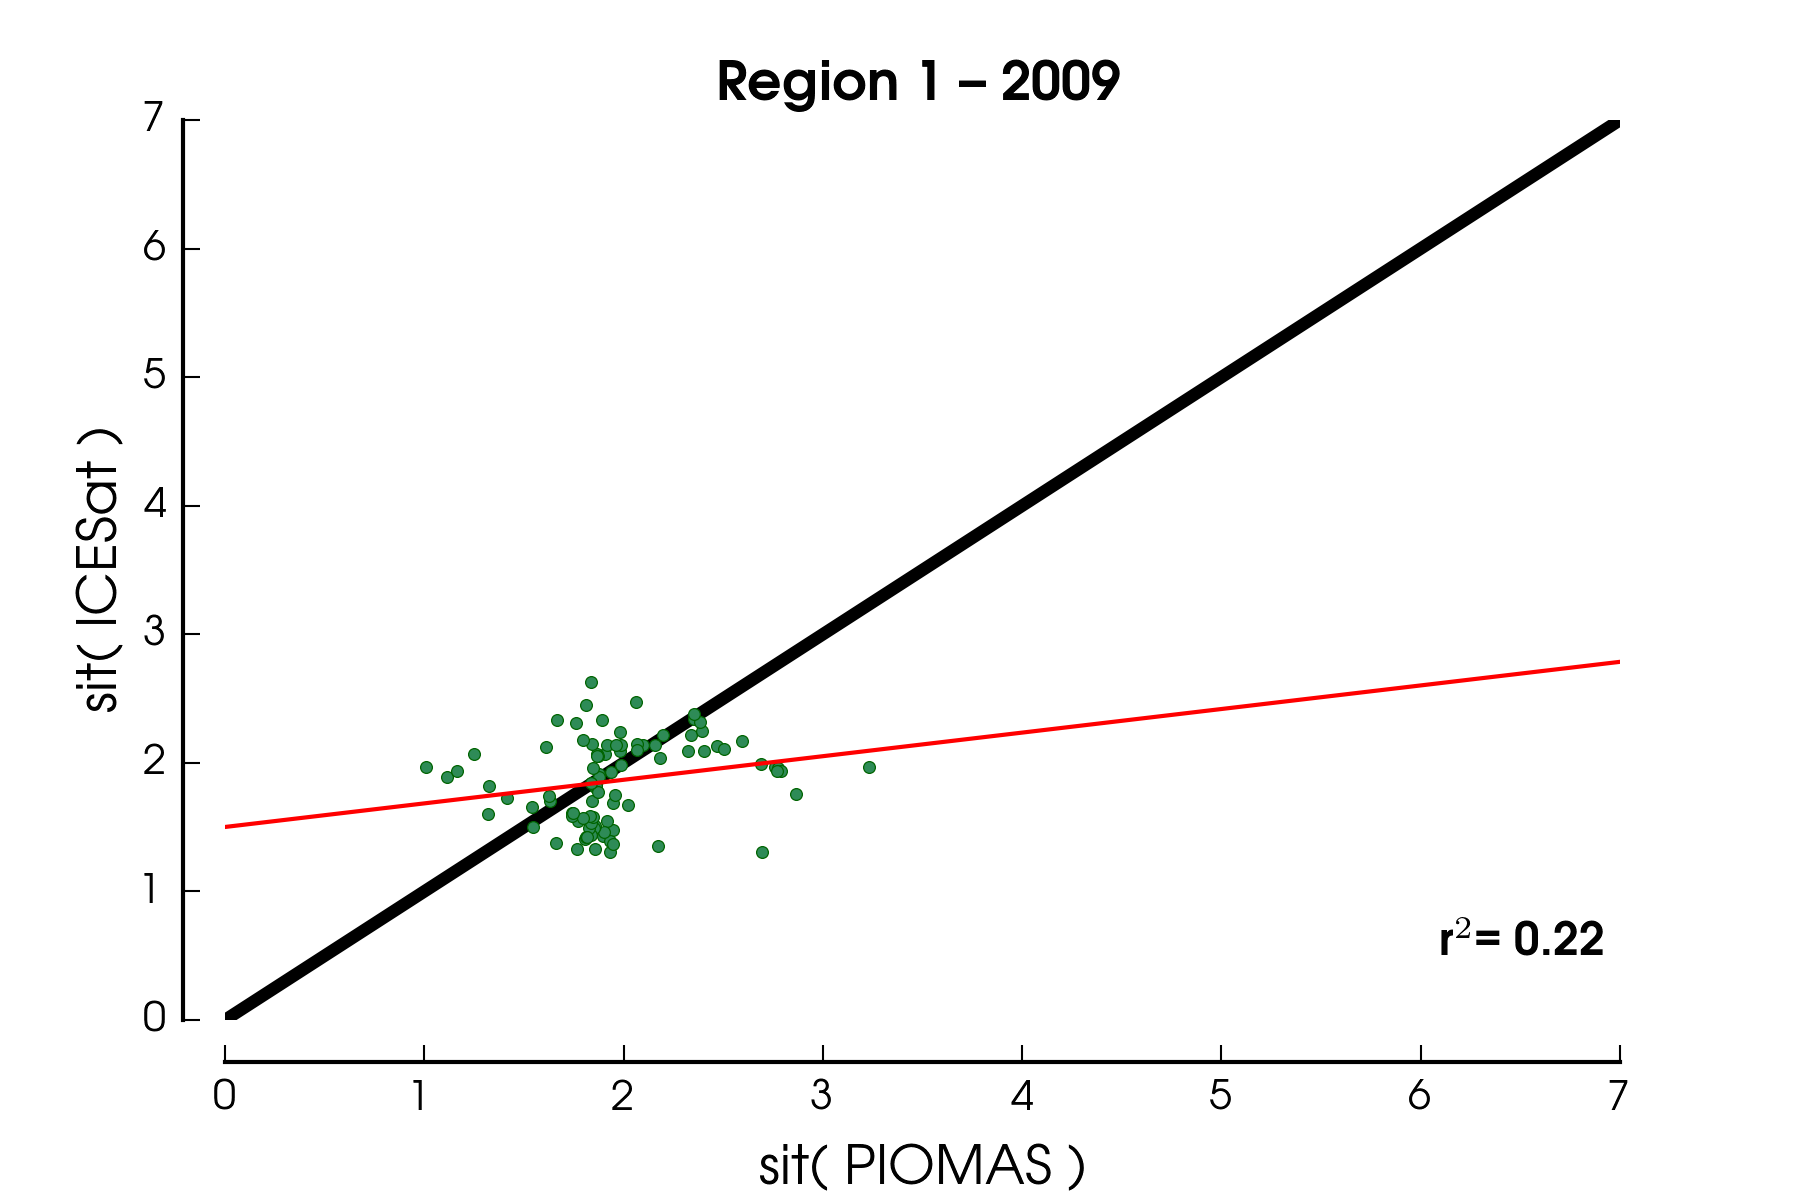 Region 1 – 2009
7
6
5
4
3
2
1
0
sit( ICESat )
r²= 0.22
0 1 2 3 4 5 6 7
sit( PIOMAS )